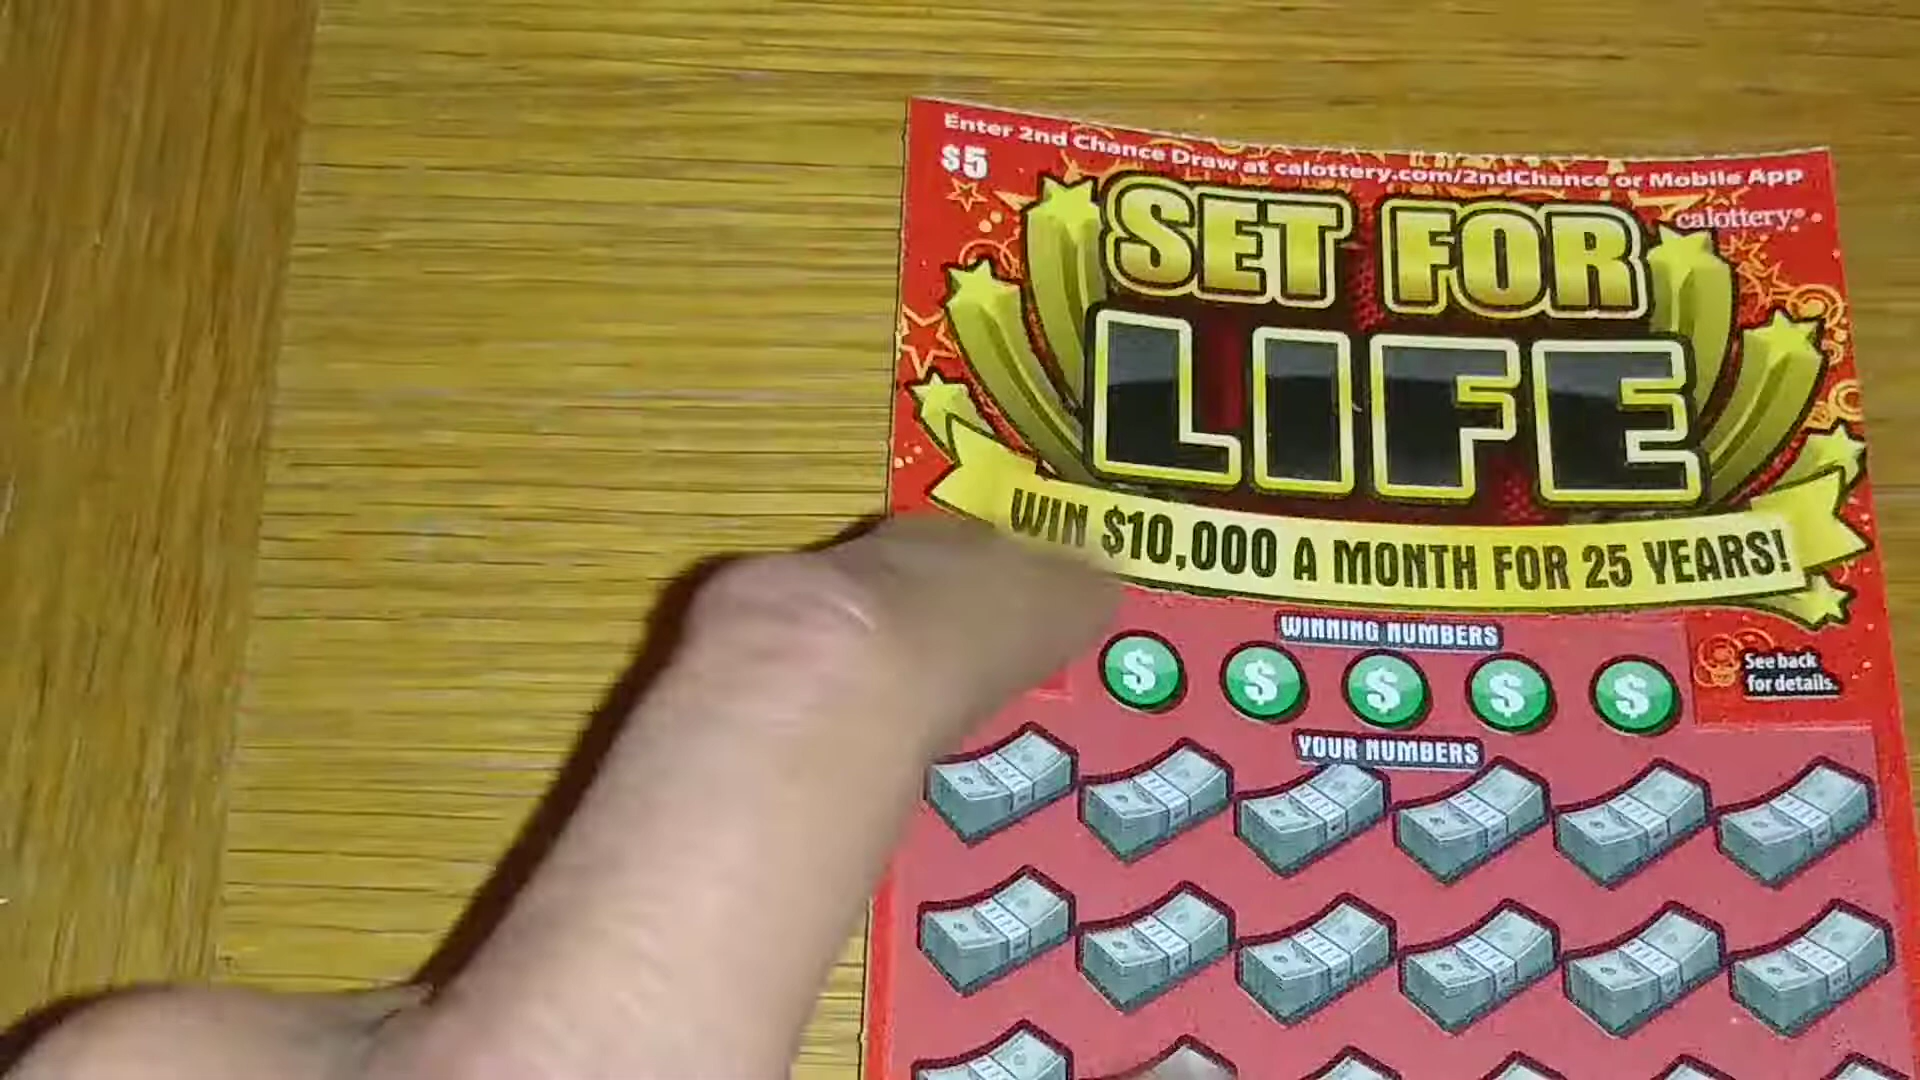 Enter 2nd Chance Draw at calottery.com/2ndChance or Mobile App
$5
calottery
SET FOR
LIFE
WIN $10,000 A MONTH FOR 25 YEARS!
WINNING NUMBERS
$ $ $ $ $
See back
for details.
YOUR NUMBERS